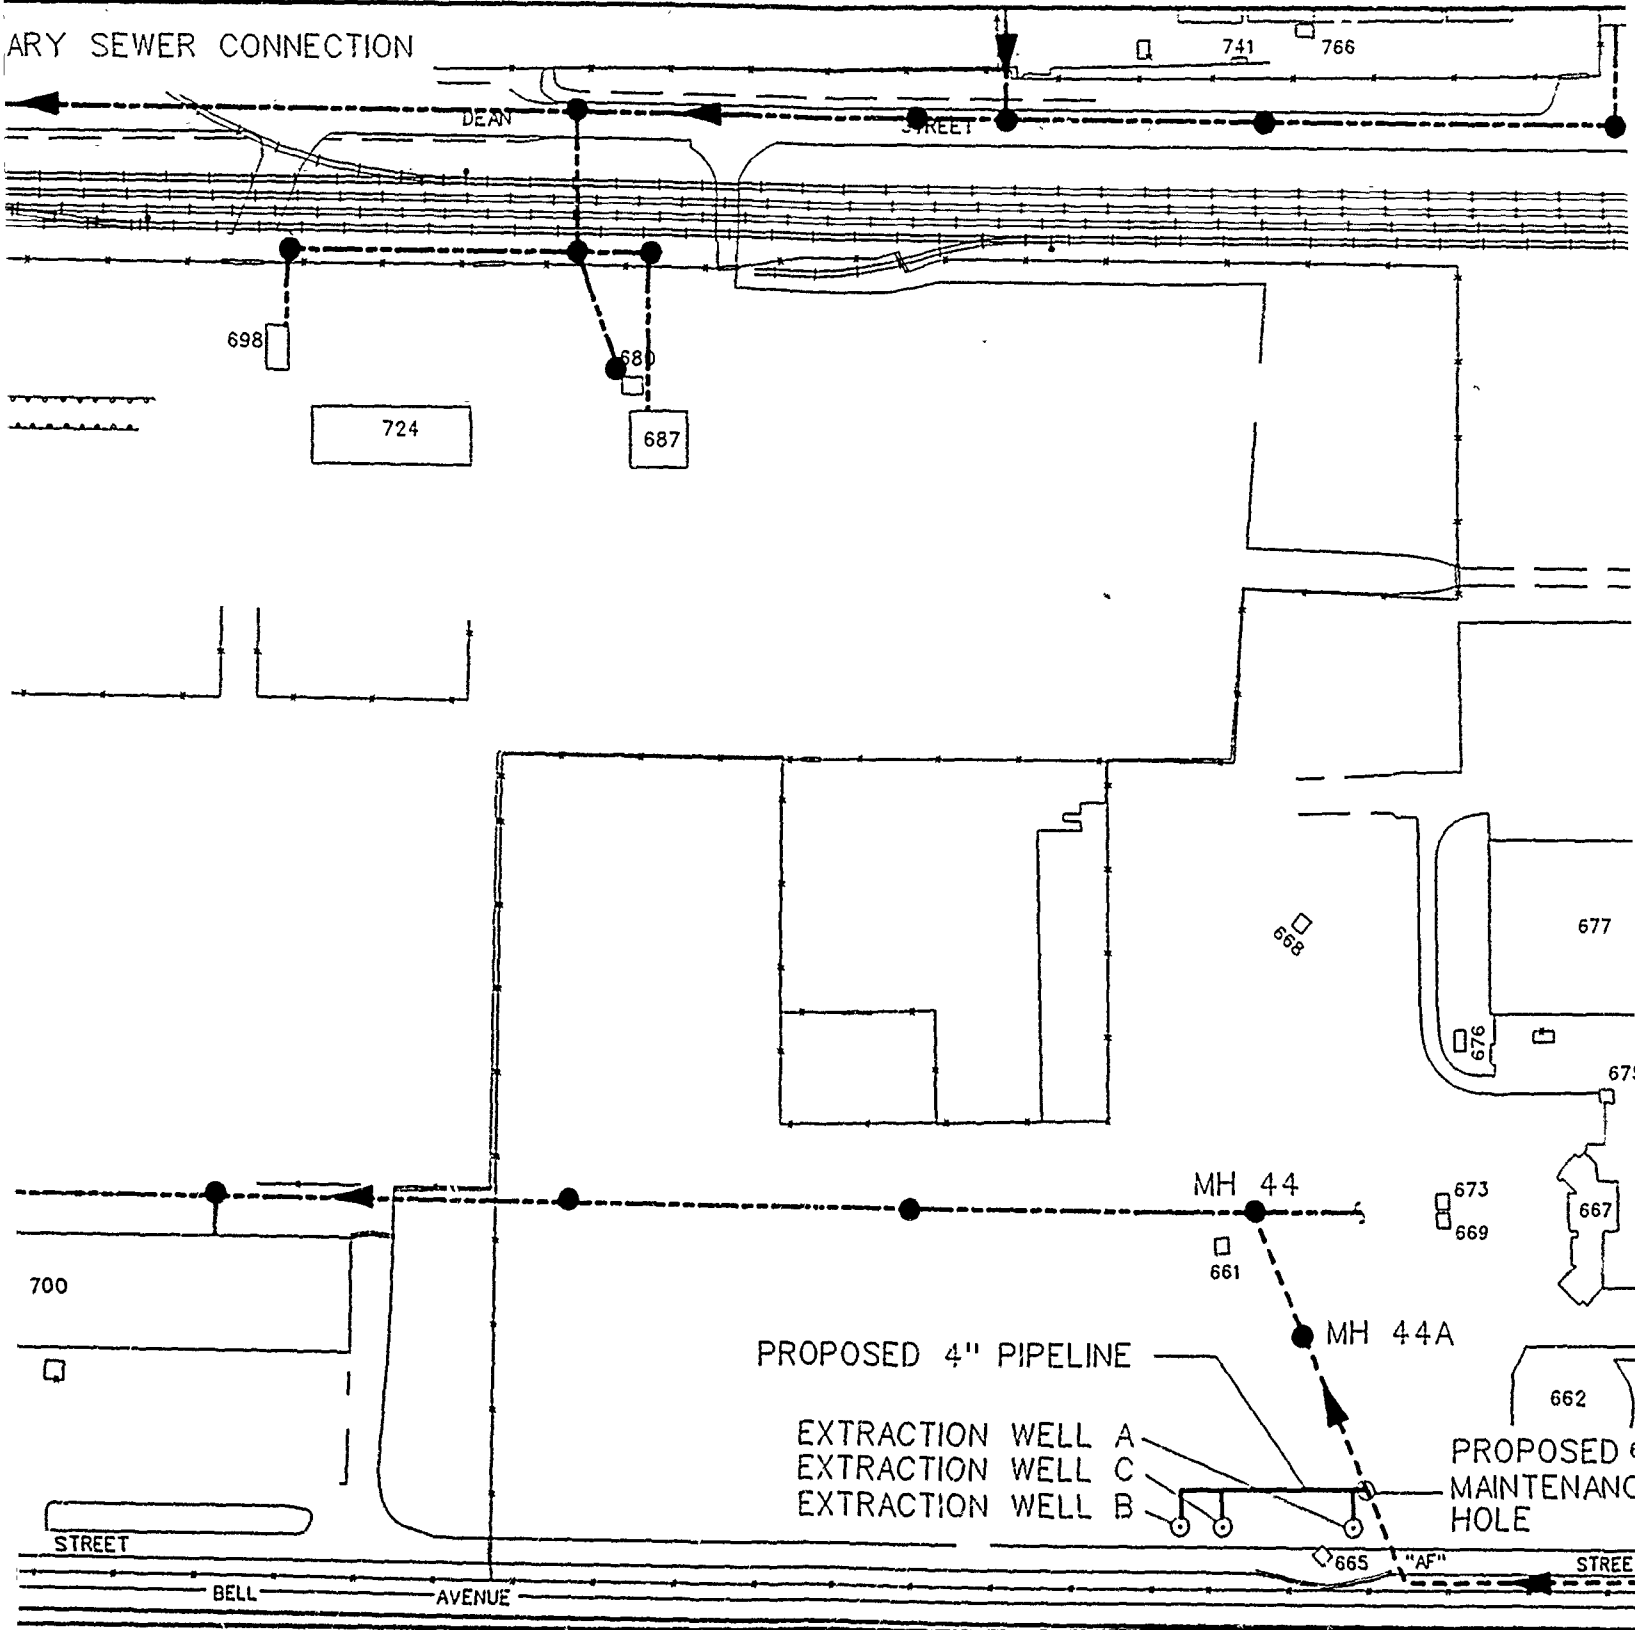 ARY SEWER CONNECTION
741
766
DEAN
STREET
698
680
724
687
677
668
676
MH 44
673
669
667
661
700
MH 44A
PROPOSED 4" PIPELINE
662
EXTRACTION WELL A
EXTRACTION WELL C
EXTRACTION WELL B
PROPOSED
MAINTENANC
HOLE
STREET
665
"AF"
STREE
BELL
AVENUE